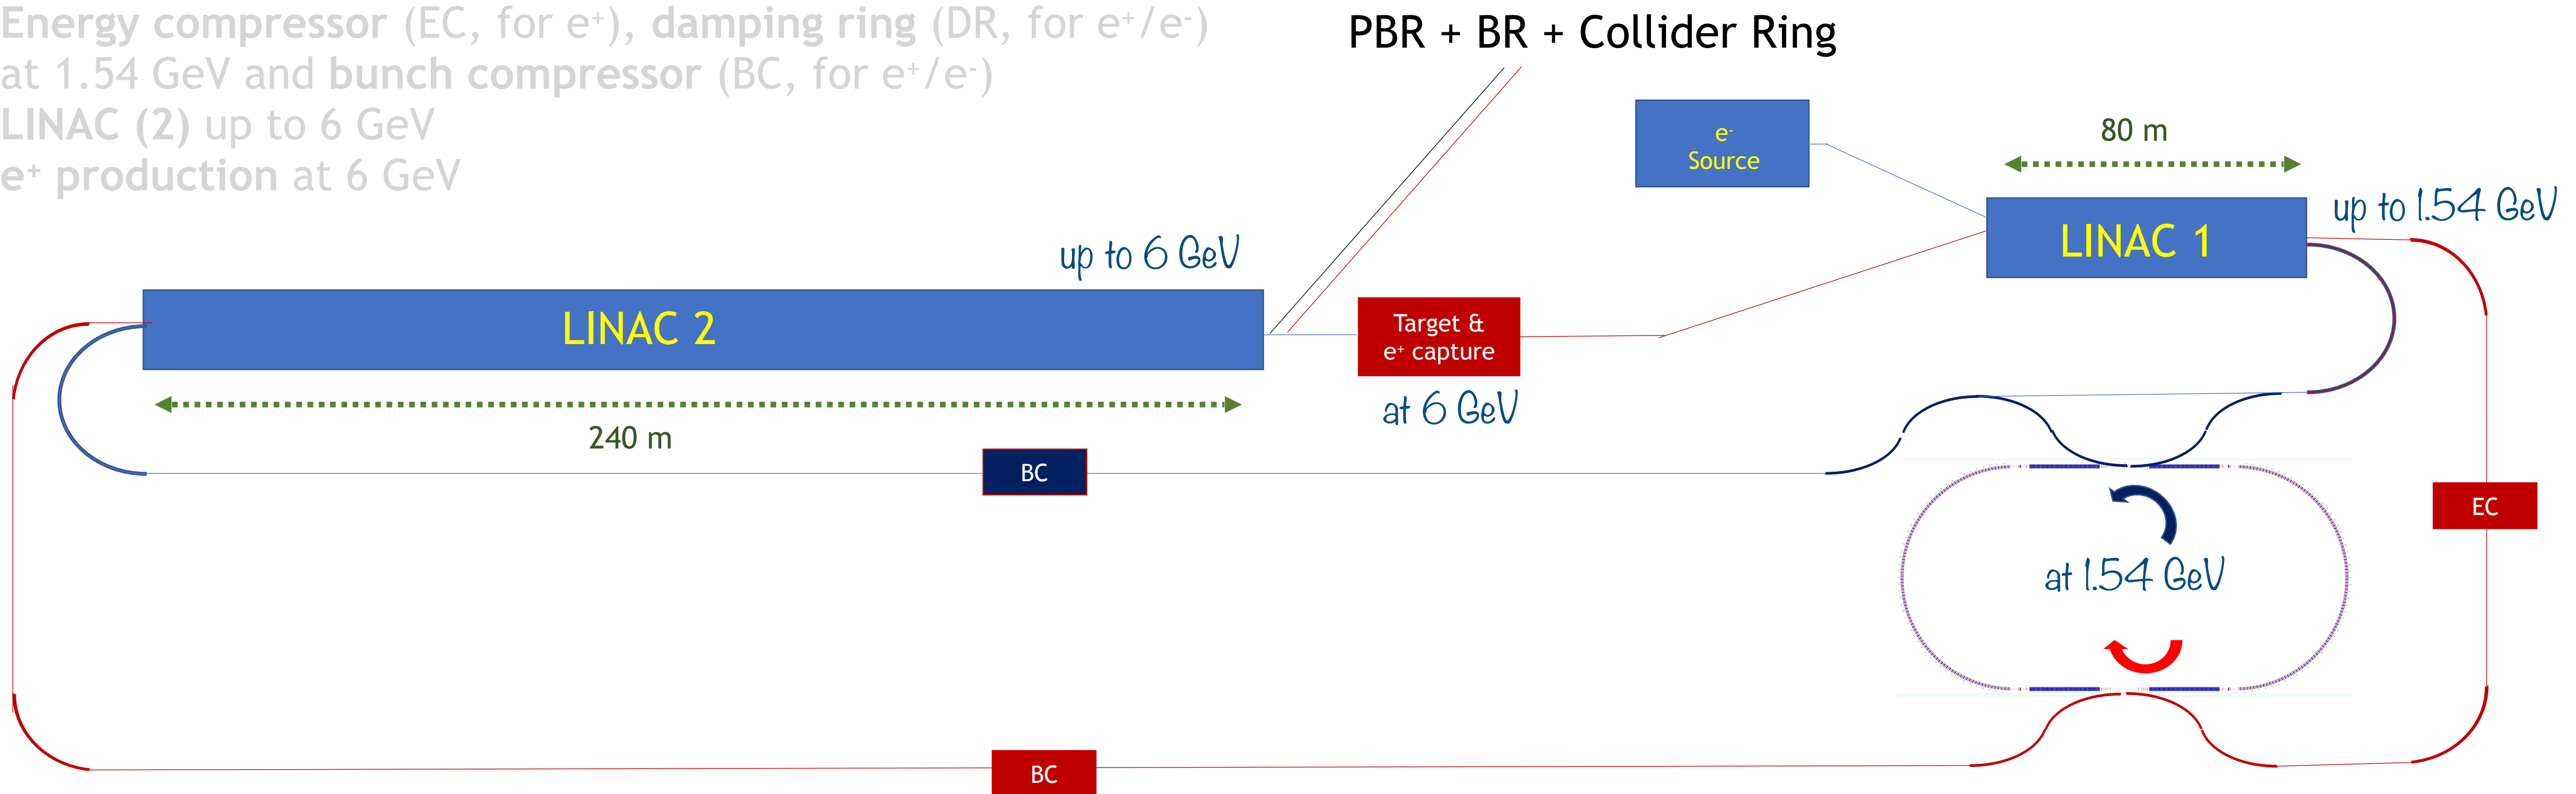 Energy compressor (EC, for e⁺), damping ring (DR, for e⁺/e⁻)
at 1.54 GeV and bunch compressor (BC, for e⁺/e⁻)
LINAC (2) up to 6 GeV
e⁺ production at 6 GeV
PBR + BR + Collider Ring
e⁻
Source
80 m
up to 1.54 GeV
LINAC 1
up to 6 GeV
LINAC 2
Target &
e⁺ capture
at 6 GeV
240 m
BC
EC
at 1.54 GeV
BC